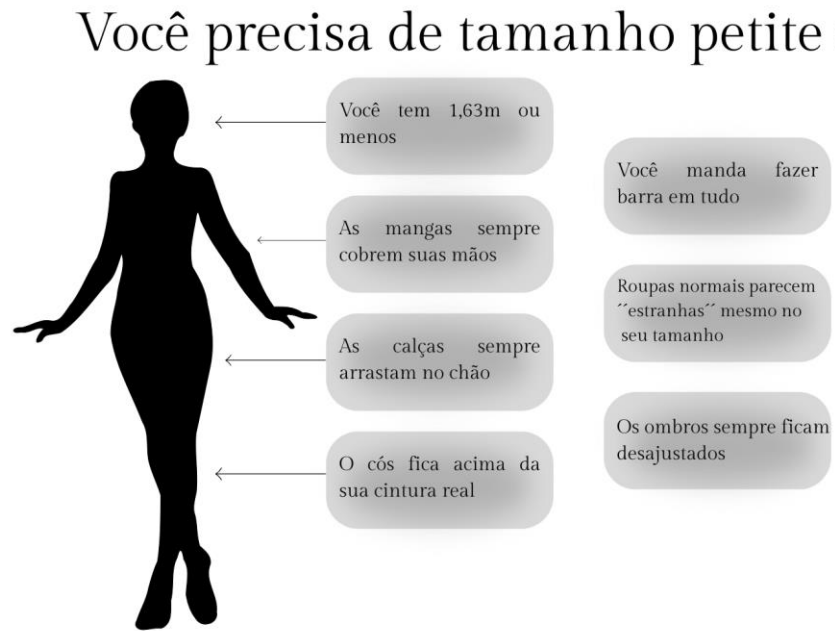 Você precisa de tamanho petite
Você tem 1,63m ou
menos
As mangas sempre
cobrem suas mãos
As calças sempre
arrastam no chão
O cós fica acima da
sua cintura real
Você manda fazer
barra em tudo
Roupas normais parecem
´´estranhas´´ mesmo no
seu tamanho
Os ombros sempre ficam
desajustados